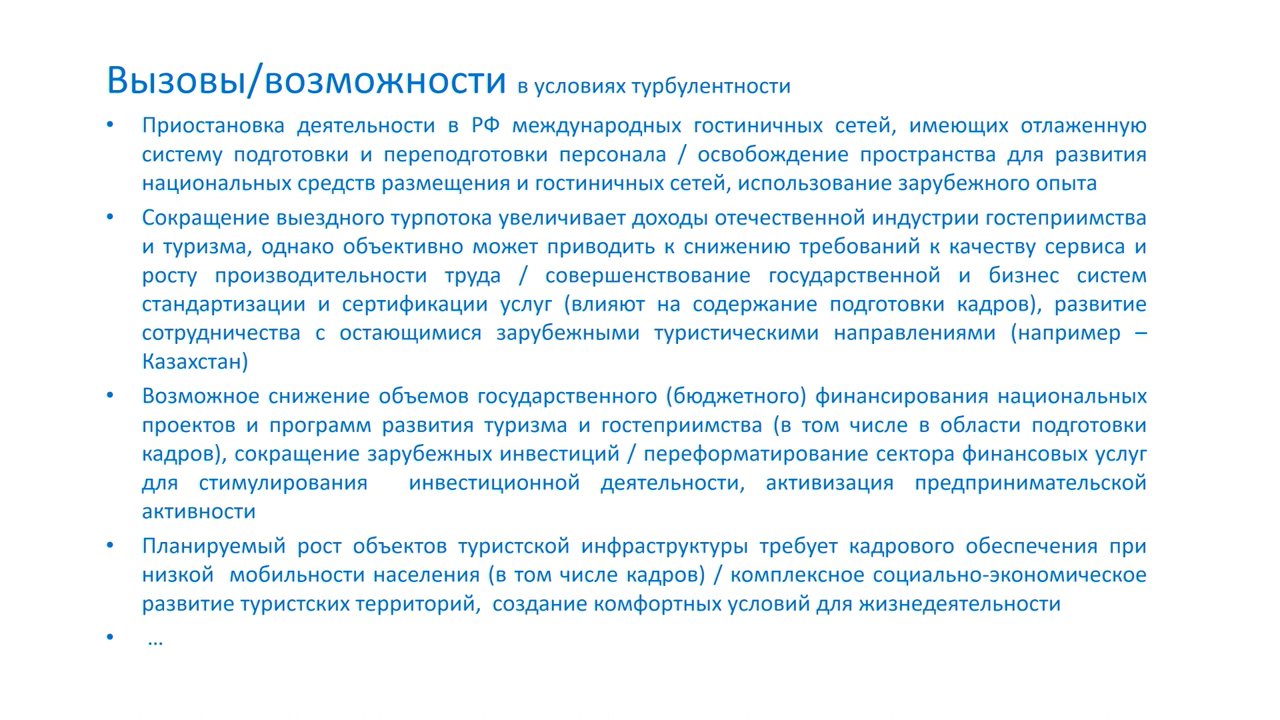 Вызовы/возможности в условиях турбулентности
• Приостановка деятельности в РФ международных гостиничных сетей, имеющих отлаженную
систему подготовки и переподготовки персонала / освобождение пространства для развития
национальных средств размещения и гостиничных сетей, использование зарубежного опыта
• Сокращение выездного турпотока увеличивает доходы отечественной индустрии гостеприимства
и туризма, однако объективно может приводить к снижению требований к качеству сервиса и
росту производительности труда / совершенствование государственной и бизнес систем
стандартизации и сертификации услуг (влияют на содержание подготовки кадров), развитие
сотрудничества с остающимися зарубежными туристическими направлениями (например –
Казахстан)
• Возможное снижение объемов государственного (бюджетного) финансирования национальных
проектов и программ развития туризма и гостеприимства (в том числе в области подготовки
кадров), сокращение зарубежных инвестиций / переформатирование сектора финансовых услуг
для стимулирования инвестиционной деятельности, активизация предпринимательской
активности
• Планируемый рост объектов туристской инфраструктуры требует кадрового обеспечения при
низкой мобильности населения (в том числе кадров) / комплексное социально-экономическое
развитие туристских территорий, создание комфортных условий для жизнедеятельности
• …